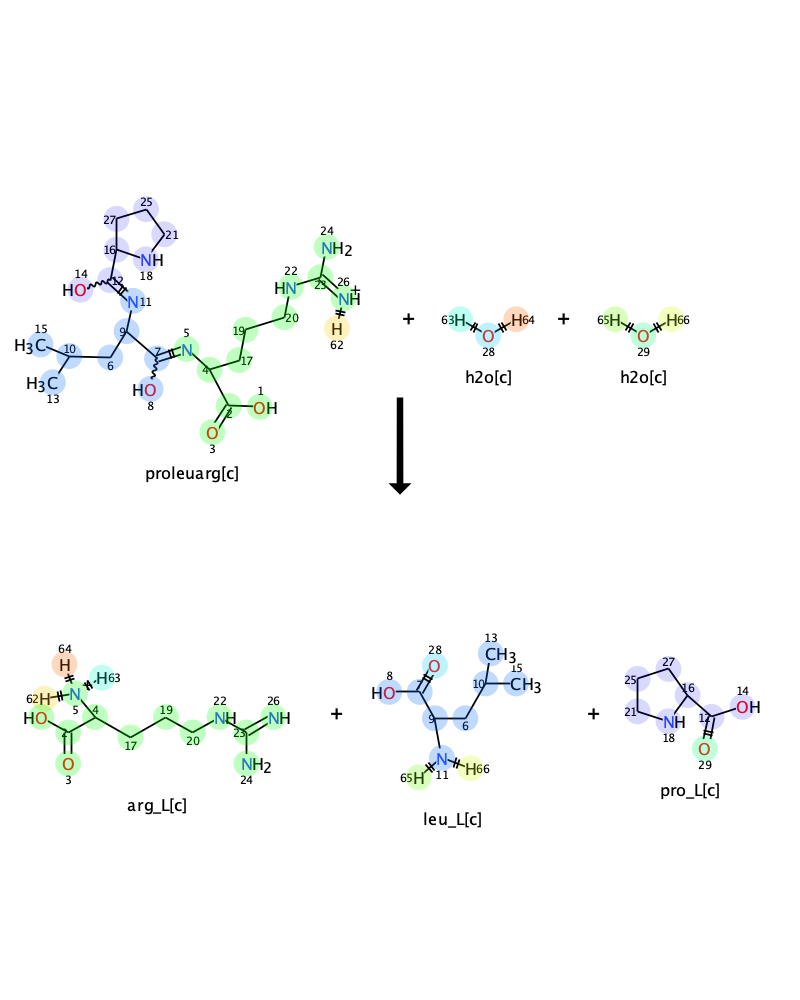 25
27
21
16
NH
18
14
HO
12
N
11
15
H3C
10
9
6
H3C
13
7
HO
8
5
N
4
17
19
20
1
OH
2
O
3
24
NH2
22
HN
23
26
NH
+
H
62
proleuarg[c]
+
63H
H64
O
28
h2o[c]
+
65H
H66
O
29
h2o[c]
64
H
H63
62H
N
5
HO
4
2
O
3
17
19
20
22
NH
23
26
NH
NH2
24
arg_L[c]
+
28
O
8
HO
7
9
6
10
13
CH3
15
CH3
N
11
65H
H66
leu_L[c]
+
27
25
16
21
NH
18
12
14
OH
O
29
pro_L[c]